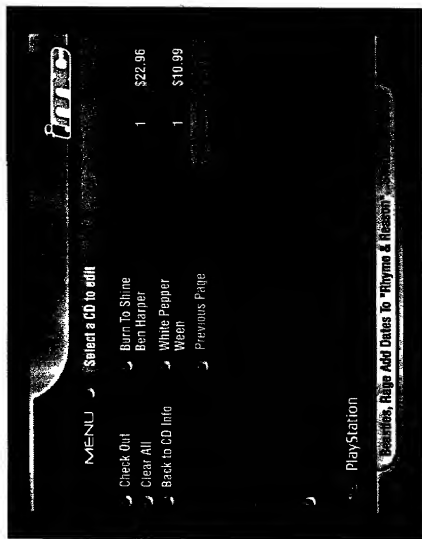 imc
MENU
Select a CD to edit
Check Out
Clear All
Back to CD Info
Burn To Shine 1 $22.96
Ben Harper
White Pepper 1 $10.99
Ween
Previous Page
PlayStation
Beasties, Rage Add Dates To "Rhyme & Reason"